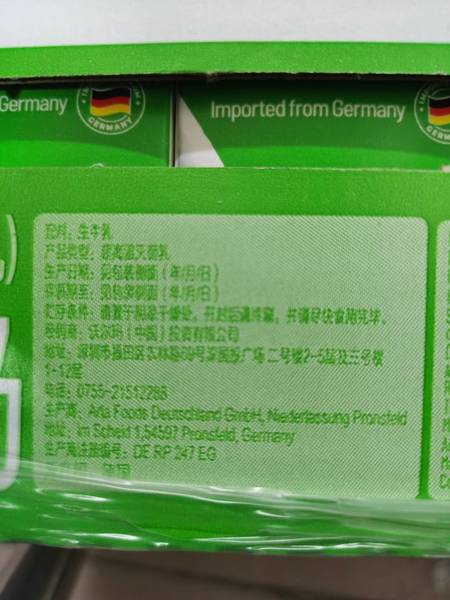 Germany
GERMANY
Imported from Germany
配料：生牛乳
产品类型：超高温灭菌乳
生产日期：见包装侧面（年/月/日）
保质期至：见包装侧面（年/月/日）
贮存条件：请置于阴凉干燥处。开封后请冷藏，并请尽快食用完毕。
经销商：沃尔玛（中国）投资有限公司
地址：深圳市福田区农林路69号深国投广场二号楼2-5层及三号楼
1-12层
电话：0755-21512288
生产商：Arla Foods Deutschland GmbH, Niederlassung Pronsfeld
地址：Im Scheid 1,54597 Pronsfeld, Germany
生产商注册编号：DE RP 247 EG
德国